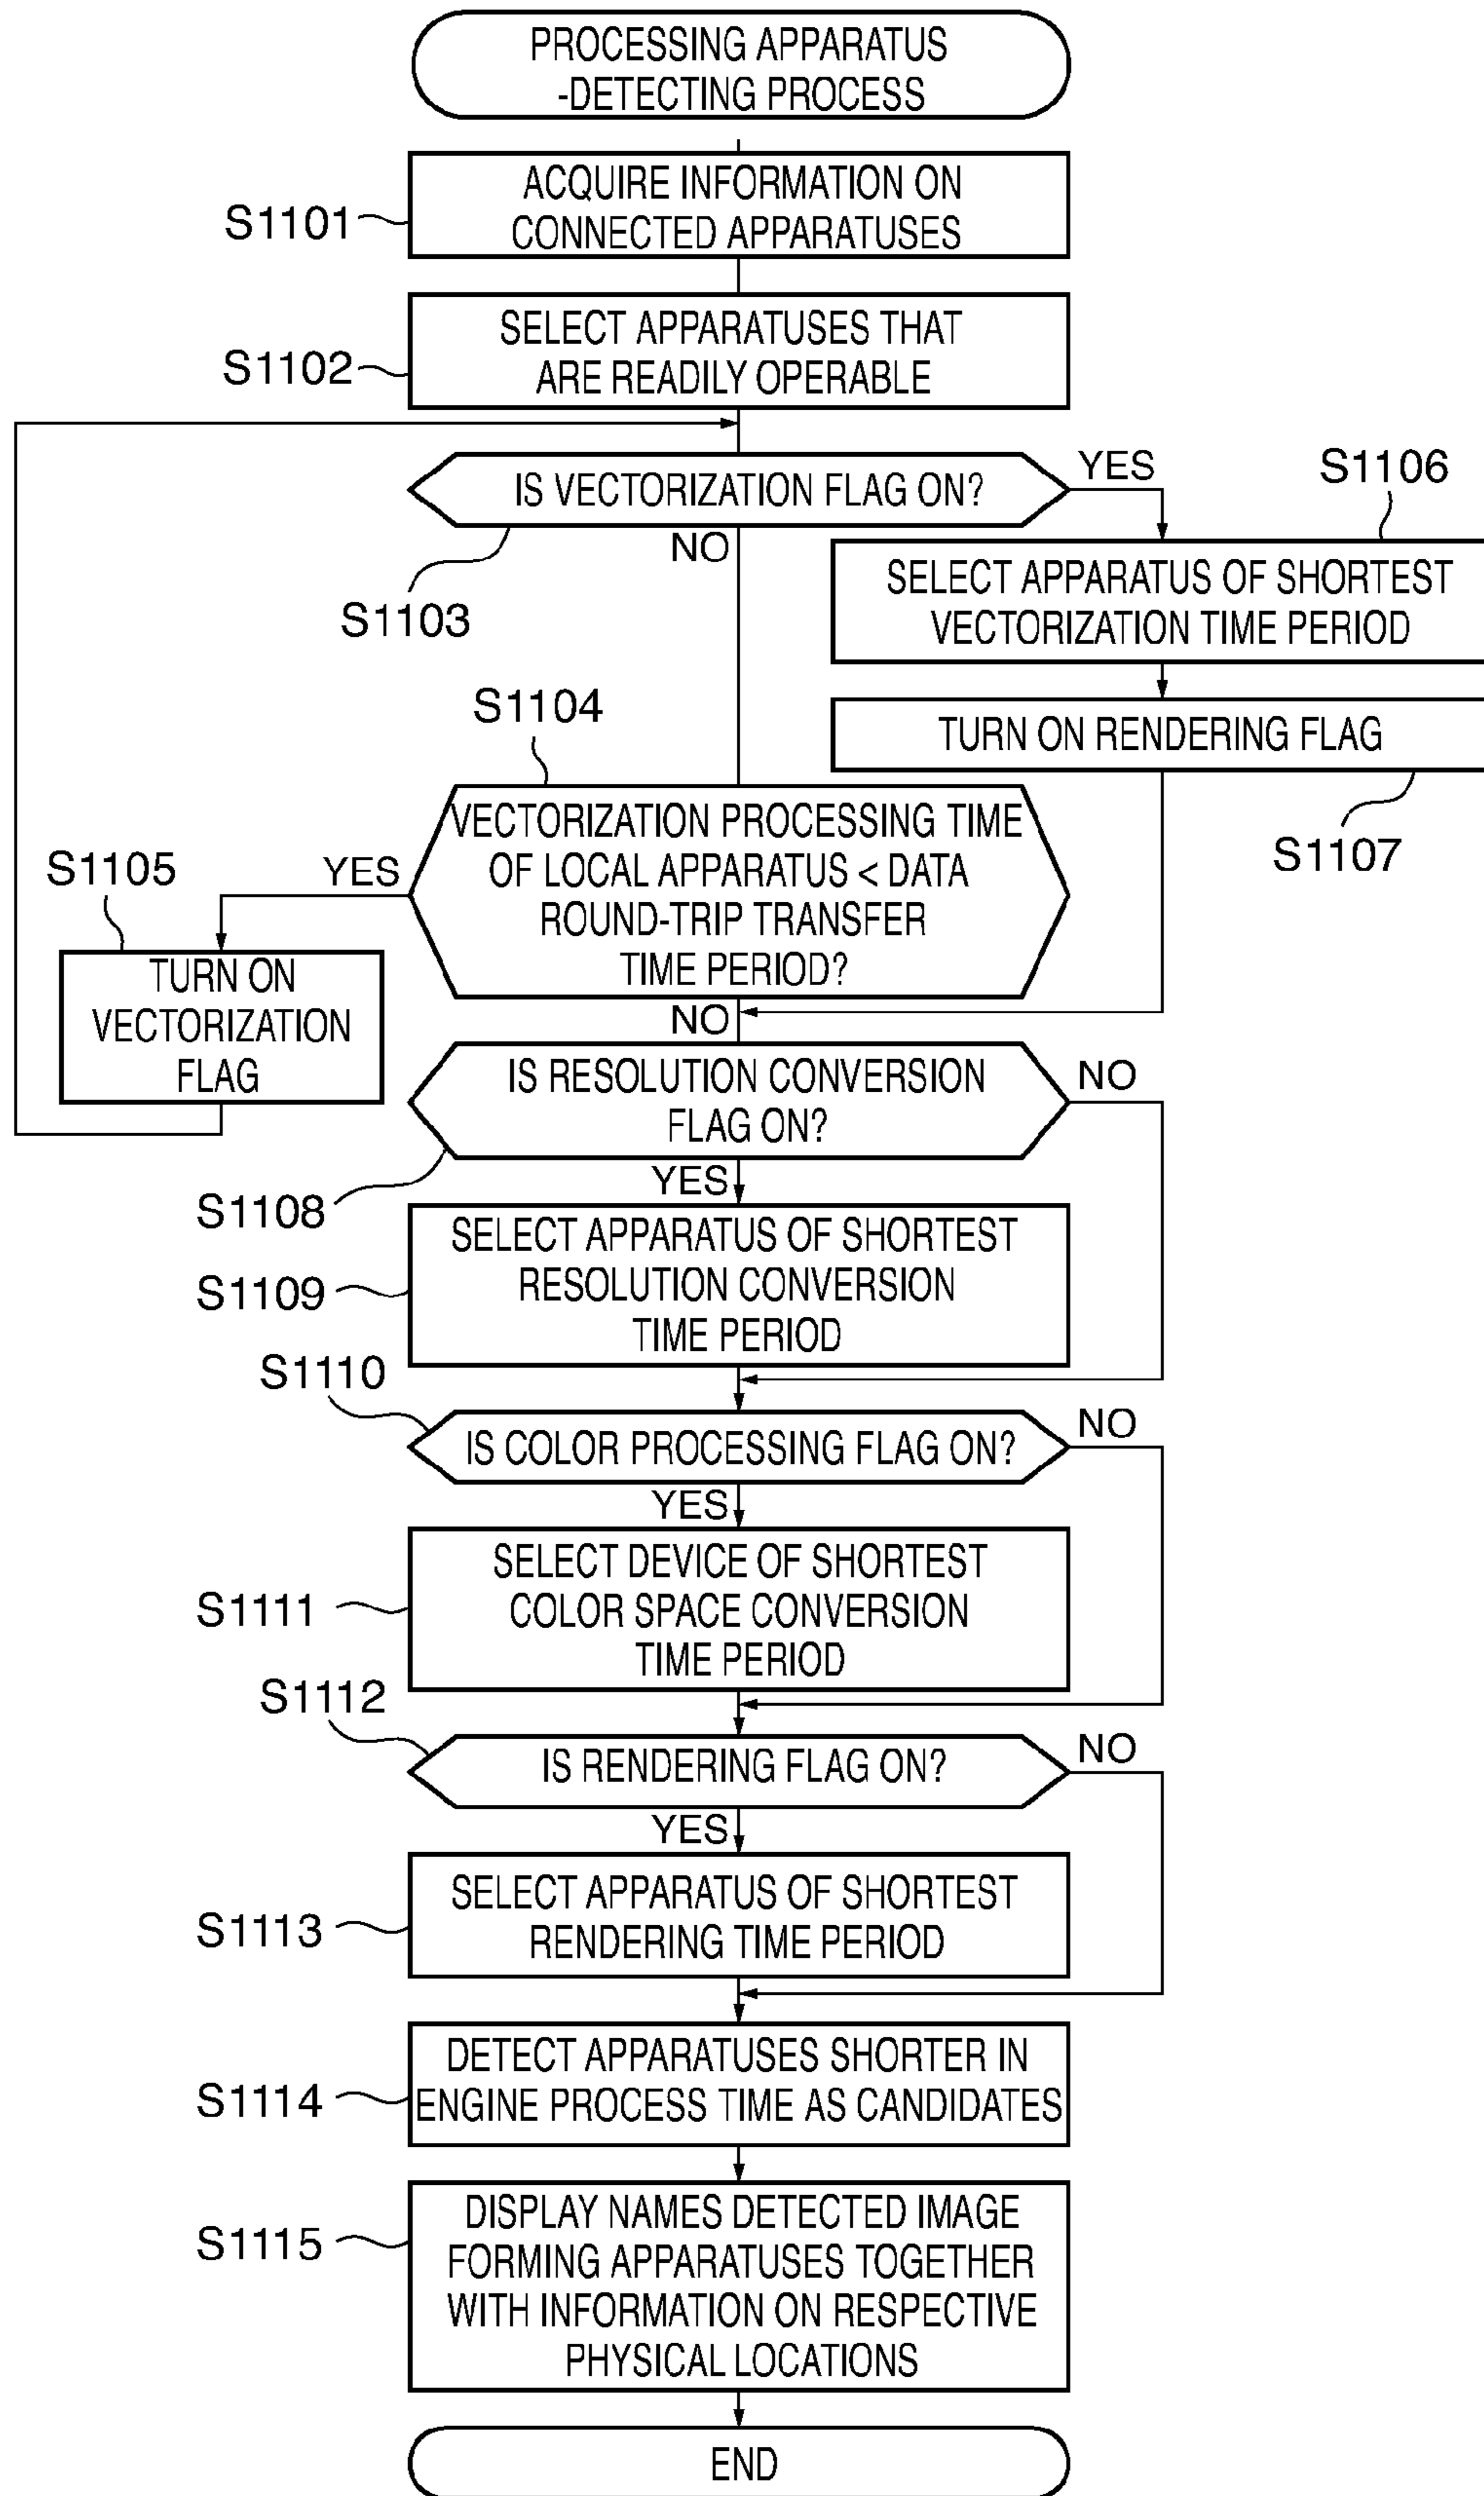 PROCESSING APPARATUS
-DETECTING PROCESS
S1101
ACQUIRE INFORMATION ON
CONNECTED APPARATUSES
S1102
SELECT APPARATUSES THAT
ARE READILY OPERABLE
IS VECTORIZATION FLAG ON?
YES
NO
S1103
S1106
SELECT APPARATUS OF SHORTEST
VECTORIZATION TIME PERIOD
TURN ON RENDERING FLAG
S1107
S1104
VECTORIZATION PROCESSING TIME
OF LOCAL APPARATUS < DATA
ROUND-TRIP TRANSFER
TIME PERIOD?
YES
NO
S1105
TURN ON
VECTORIZATION
FLAG
IS RESOLUTION CONVERSION
FLAG ON?
NO
YES
S1108
S1109
SELECT APPARATUS OF SHORTEST
RESOLUTION CONVERSION
TIME PERIOD
S1110
IS COLOR PROCESSING FLAG ON?
NO
YES
S1111
SELECT DEVICE OF SHORTEST
COLOR SPACE CONVERSION
TIME PERIOD
S1112
IS RENDERING FLAG ON?
NO
YES
S1113
SELECT APPARATUS OF SHORTEST
RENDERING TIME PERIOD
S1114
DETECT APPARATUSES SHORTER IN
ENGINE PROCESS TIME AS CANDIDATES
S1115
DISPLAY NAMES DETECTED IMAGE
FORMING APPARATUSES TOGETHER
WITH INFORMATION ON RESPECTIVE
PHYSICAL LOCATIONS
END